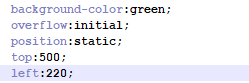 background-color:green;
overflow:initial;
position:static;
top:500;
left:220;